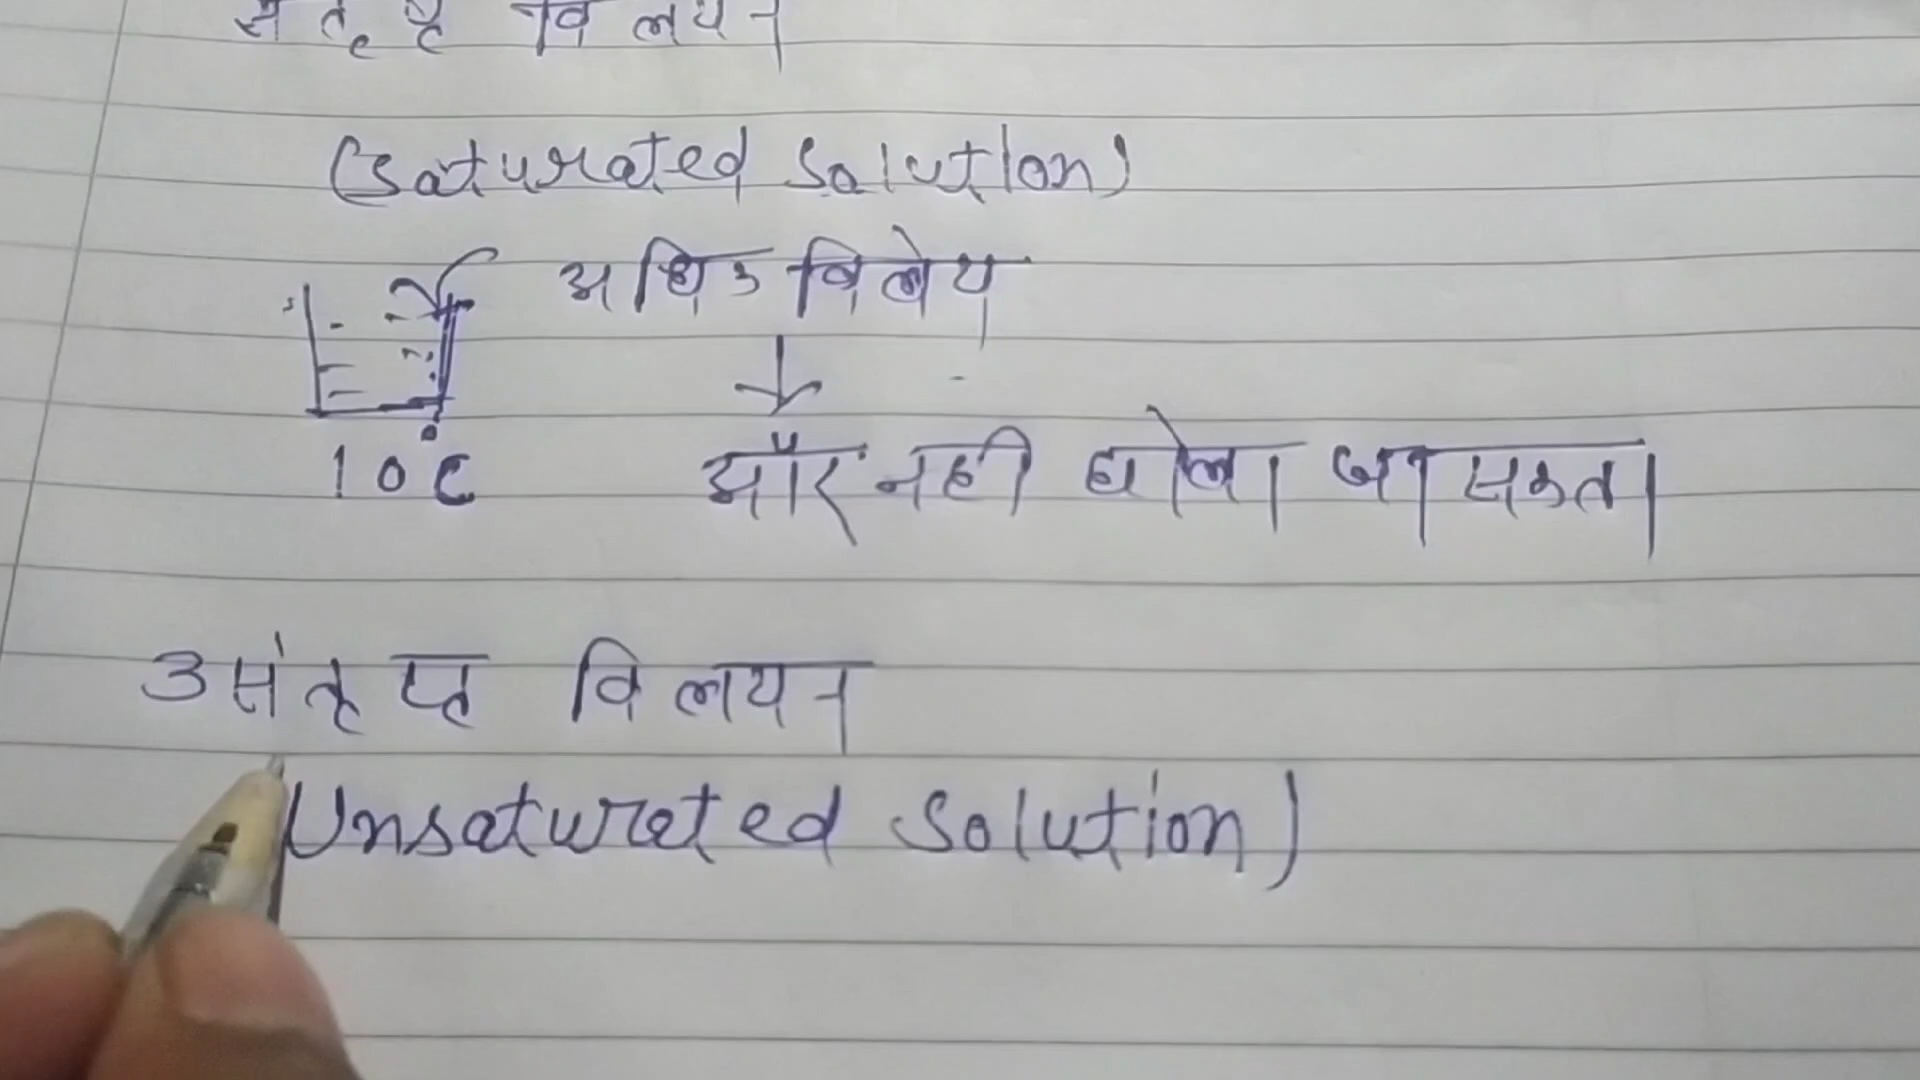 विलयन
(Saturated Solution)
अधिक विलेय
10°C
और नही घोला जा सकता
असंतृप्त विलयन
(Unsaturated Solution)